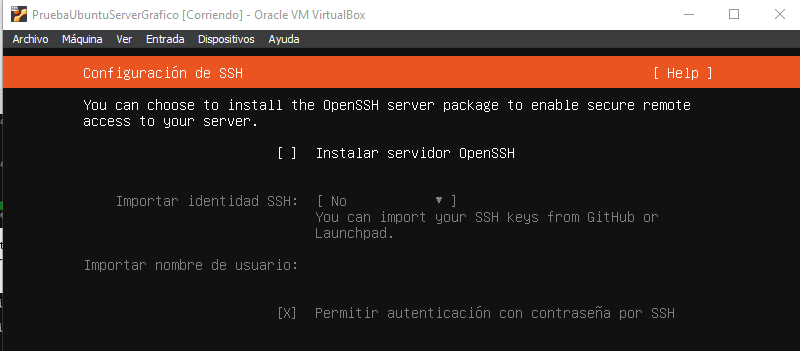 PruebaUbuntuServerGrafico [Corriendo] - Oracle VM VirtualBox
Archivo Máquina Ver Entrada Dispositivos Ayuda
Configuración de SSH [ Help ]
You can choose to install the OpenSSH server package to enable secure remote
access to your server.
[ ] Instalar servidor OpenSSH
Importar identidad SSH: [ No ▾ ]
You can import your SSH keys from GitHub or
Launchpad.
Importar nombre de usuario:
[X] Permitir autenticación con contraseña por SSH